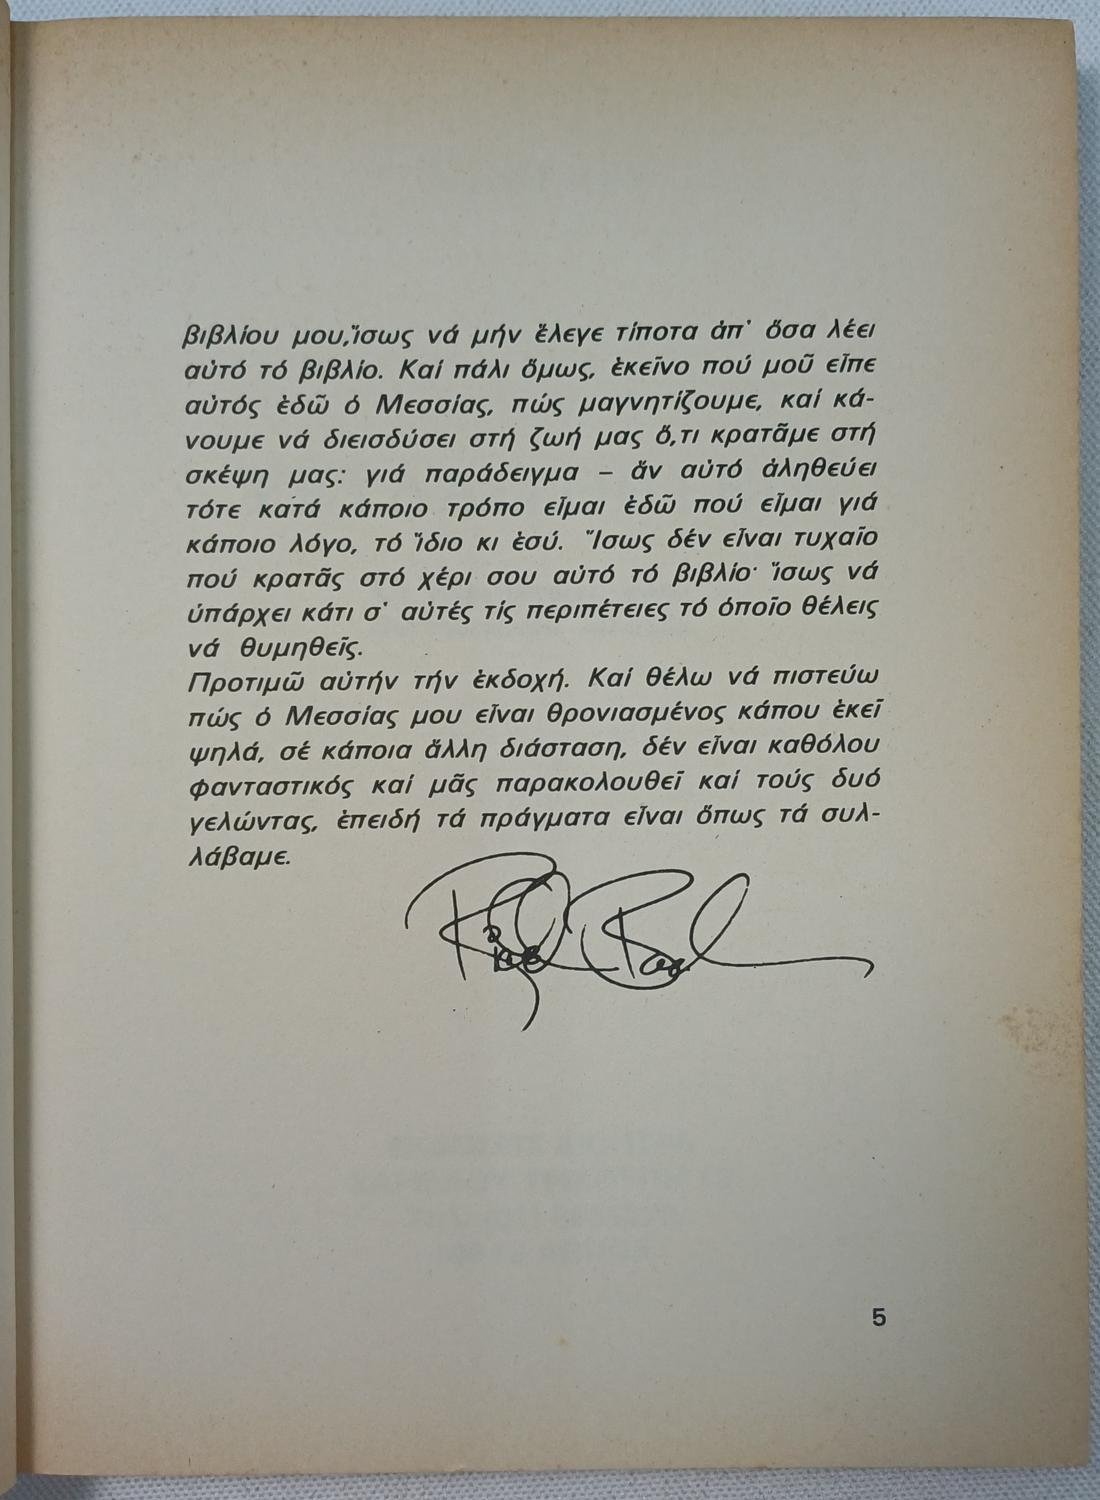 βιβλίου μου,ἴσως νά μήν ἔλεγε τίποτα ἀπ' ὅσα λέει
αὐτό τό βιβλίο. Καί πάλι ὅμως, ἐκεῖνο πού μοῦ εἶπε
αὐτός ἐδῶ ὁ Μεσσίας, πώς μαγνητίζουμε, καί κά-
νουμε νά διεισδύσει στή ζωή μας ὅ,τι κρατᾶμε στή
σκέψη μας: γιά παράδειγμα – ἄν αὐτό ἀληθεύει
τότε κατά κάποιο τρόπο εἶμαι ἐδῶ πού εἶμαι γιά
κάποιο λόγο, τό ἴδιο κι ἐσύ. Ἴσως δέν εἶναι τυχαῖο
πού κρατᾶς στό χέρι σου αὐτό τό βιβλίο· ἴσως νά
ὑπάρχει κάτι σ' αὐτές τίς περιπέτειες τό ὁποῖο θέλεις
νά θυμηθεῖς.
Προτιμῶ αὐτήν τήν ἐκδοχή. Καί θέλω νά πιστεύω
πώς ὁ Μεσσίας μου εἶναι θρονιασμένος κάπου ἐκεῖ
ψηλά, σέ κάποια ἄλλη διάσταση, δέν εἶναι καθόλου
φανταστικός καί μᾶς παρακολουθεῖ καί τούς δυό
γελώντας, ἐπειδή τά πράγματα εἶναι ὅπως τά συλ-
λάβαμε.
5